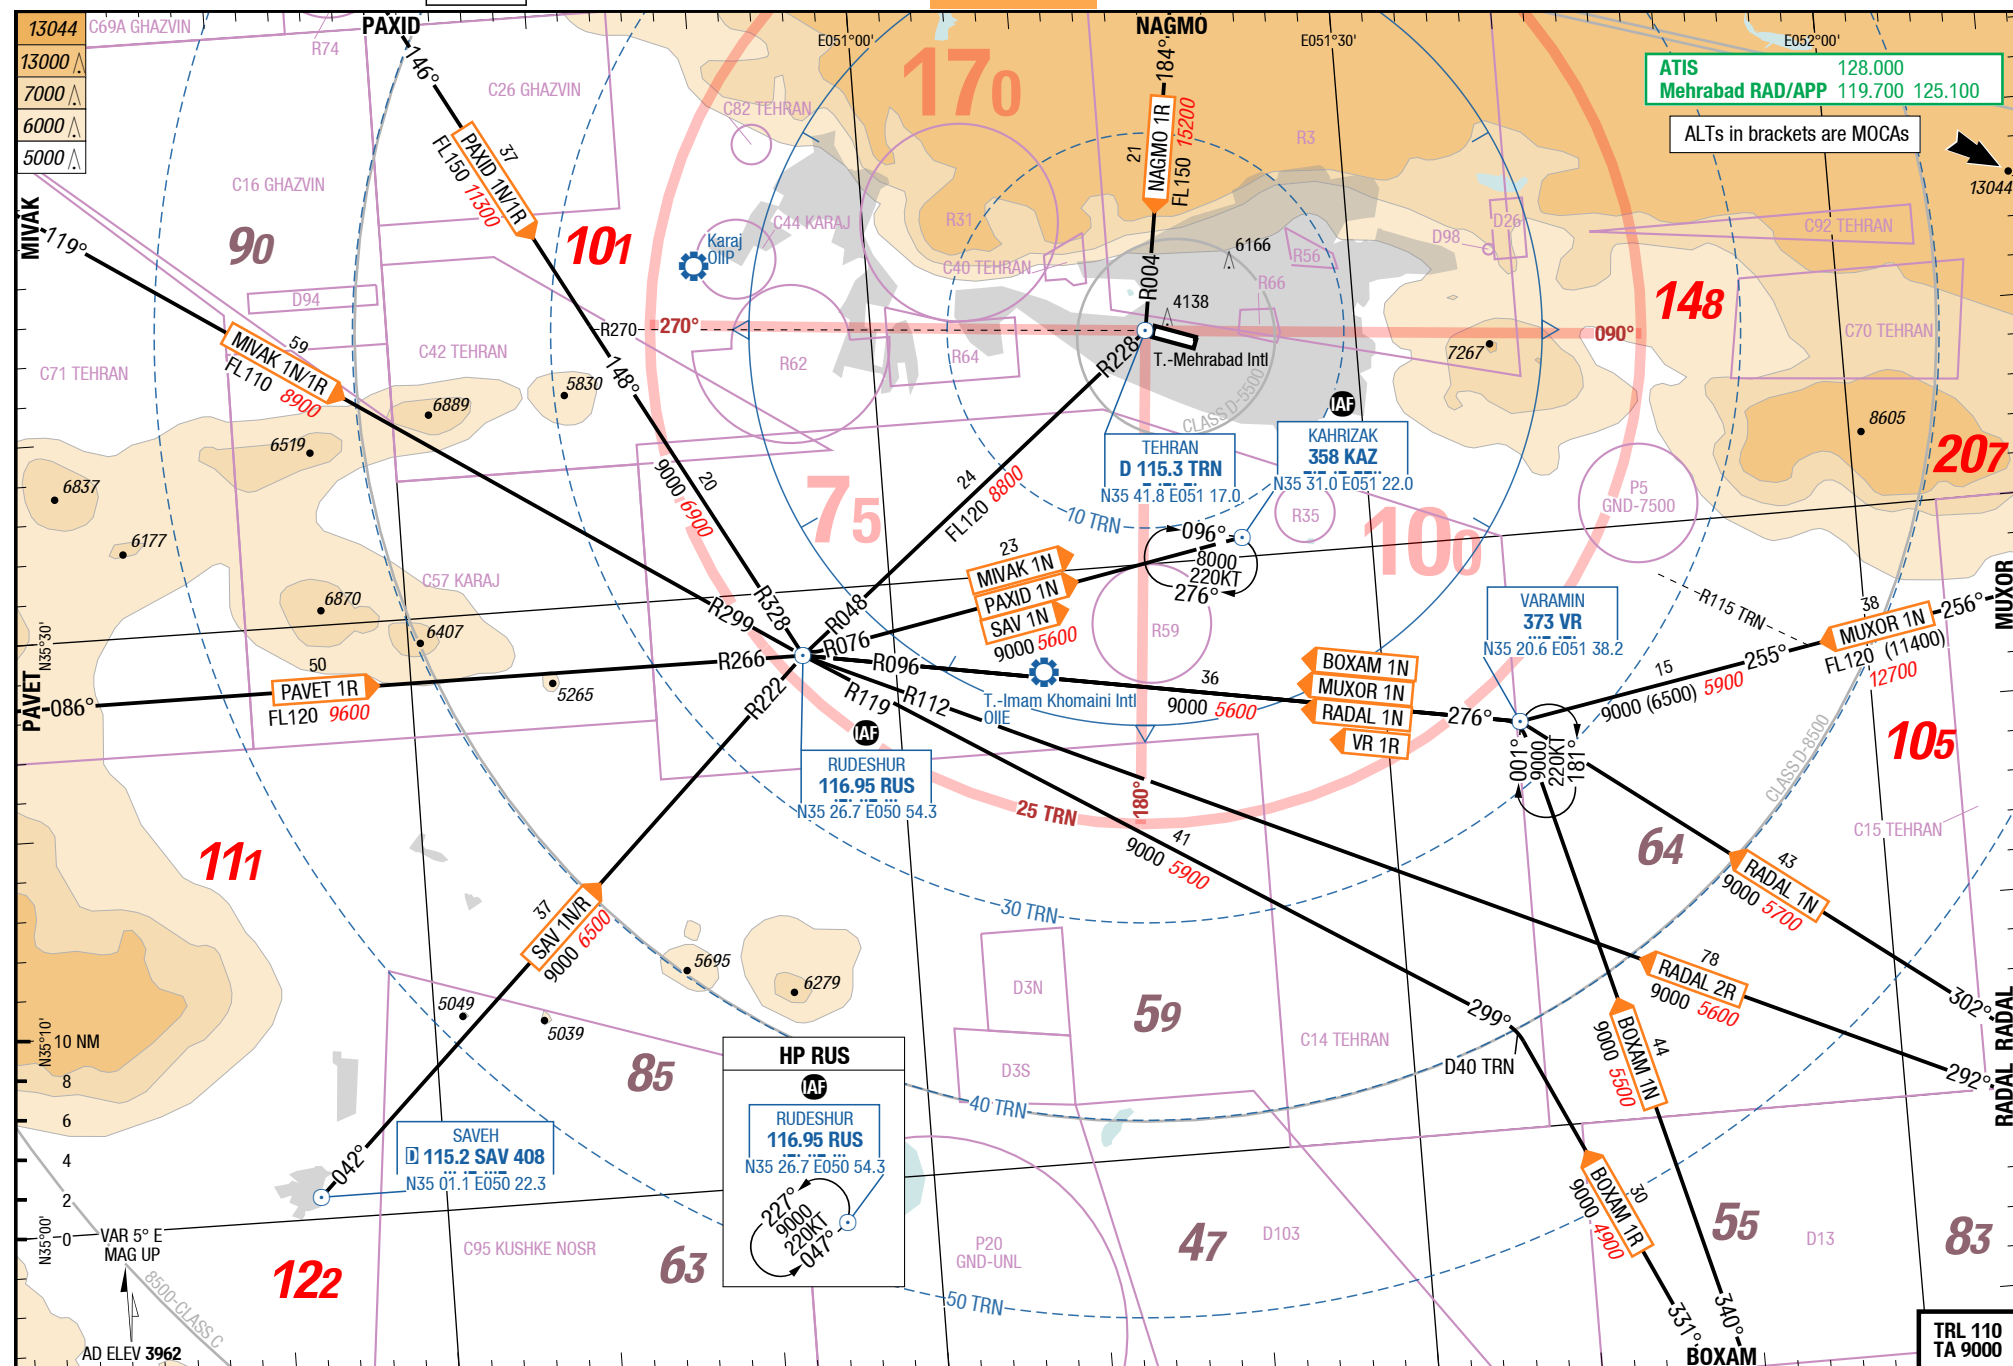 13044
13000
7000
6000
5000
C69A GHAZVIN
R74
PAXID
146°
C26 GHAZVIN
C82 TEHRAN
E051°00'
170
NAGMO
184°
E051°30'
E052°00'
ATIS 128.000
Mehrabad RAD/APP 119.700 125.100
ALTs in brackets are MOCAs
13044
MIVAK
119°
C16 GHAZVIN
90
37
PAXID 1N/1R
FL150 11300
101
Karaj
OIIP
C44 KARAJ
R31
C40 TEHRAN
21
NAGMO 1R
FL150 15200
R3
6166
R56
R66
D98
D26
C92 TEHRAN
148
D94
R004
4138
R270
270°
090°
C70 TEHRAN
59
MIVAK 1N/1R
FL110 8900
C42 TEHRAN
C71 TEHRAN
148°
R62
R64
R228
T.-Mehrabad Intl
7267
5830
6889
6519
CLASS D-5500
IAF
8605
207
TEHRAN
D 115.3 TRN
N35 41.8 E051 17.0
KAHRIZAK
358 KAZ
N35 31.0 E051 22.0
6837
6177
20
9000 6900
75
24
FL120 8800
10 TRN
R35
100
P5
GND-7500
096°
8000
220KT
276°
C57 KARAJ
6870
6407
R299
R328
R048
R076
23
MIVAK 1N
PAXID 1N
SAV 1N
9000 5600
R59
VARAMIN
373 VR
N35 20.6 E051 38.2
R115 TRN
38
MUXOR 1N
FL120 (11400)
12700
256°
MUXOR
N35°30'
PAVET
086°
50
PAVET 1R
FL120 9600
R266
5265
R096
R222
R119
R112
T.-Imam Khomaini Intl
OIIE
36
9000 5600
BOXAM 1N
MUXOR 1N
RADAL 1N
VR 1R
276°
15
9000 (6500) 5900
255°
001°
9000
220KT
181°
105
CLASS D-8500
IAF
RUDESHUR
116.95 RUS
N35 26.7 E050 54.3
25 TRN
180°
41
9000 5900
C15 TEHRAN
64
111
43
RADAL 1N
9000 5700
37
SAV 1N/R
9000 6500
30 TRN
5695
6279
5049
5039
D3N
59
299°
78
RADAL 2R
9000 5600
302°
RADAL
N35°10'
10 NM
8
6
4
2
0
85
HP RUS
IAF
RUDESHUR
116.95 RUS
N35 26.7 E050 54.3
227°
9000
220KT
047°
D3S
C14 TEHRAN
D40 TRN
44
BOXAM 1N
9000 5500
292°
RADAL
40 TRN
SAVEH
D 115.2 SAV 408
N35 01.1 E050 22.3
042°
N35°00'
VAR 5° E
MAG UP
8500-CLASS C
AD ELEV 3962
122
C95 KUSHKE NOSR
63
P20
GND-UNL
50 TRN
47
D103
30
BOXAM 1R
9000 4900
55
D13
83
331°
340°
BOXAM
TRL 110
TA 9000